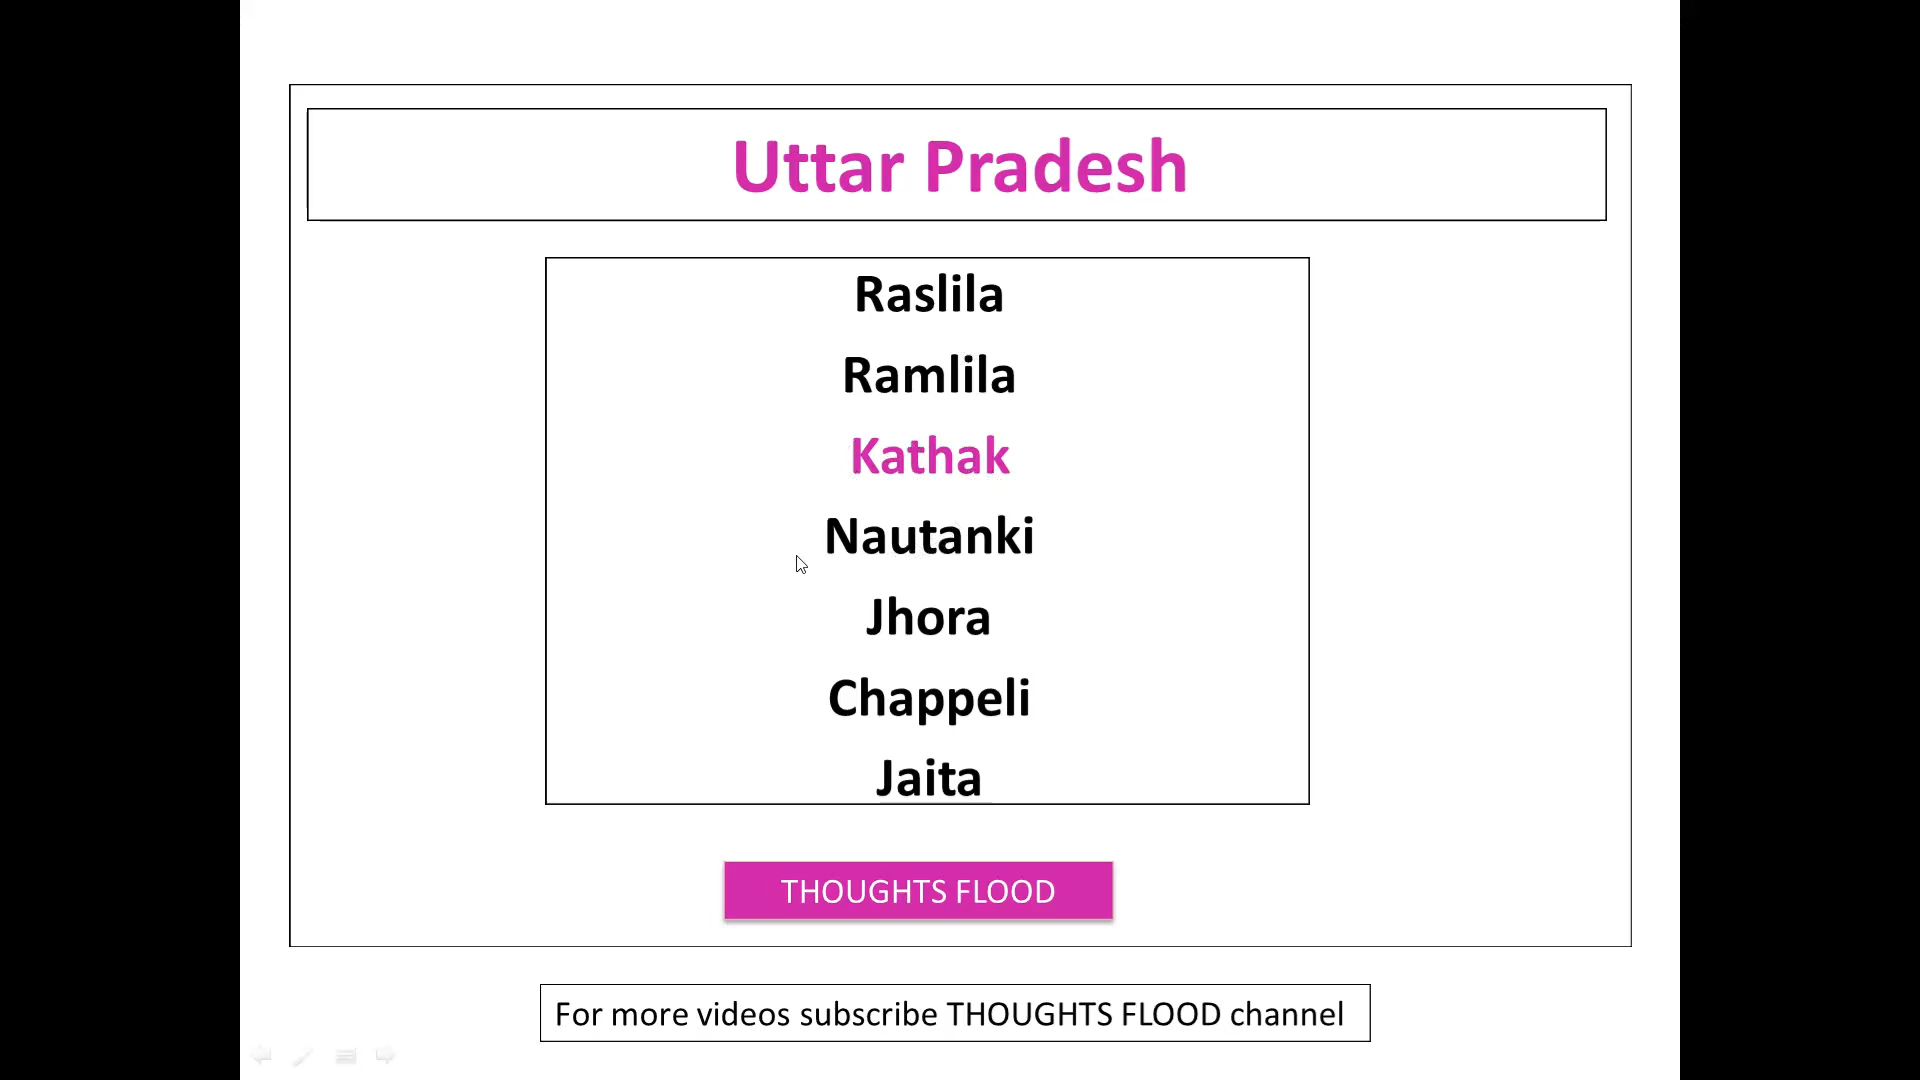 Uttar Pradesh
Raslila
Ramlila
Kathak
Nautanki
Jhora
Chappeli
Jaita
THOUGHTS FLOOD
For more videos subscribe THOUGHTS FLOOD channel